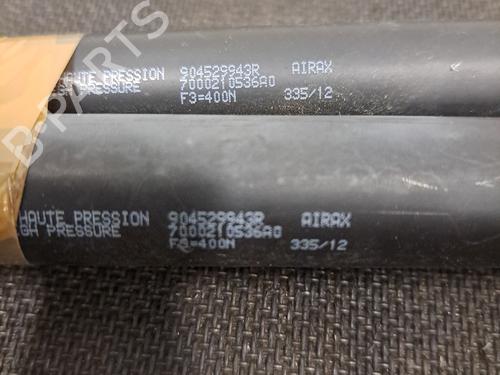 HAUTE PRESSION 904529943R AIRAX
PRESSURE 7000210536A0
F3=400N 335/12
HAUTE PRESSION 904529943R AIRAX
GH PRESSURE 7000210536A0
F3=400N 335/12
B-PARTS